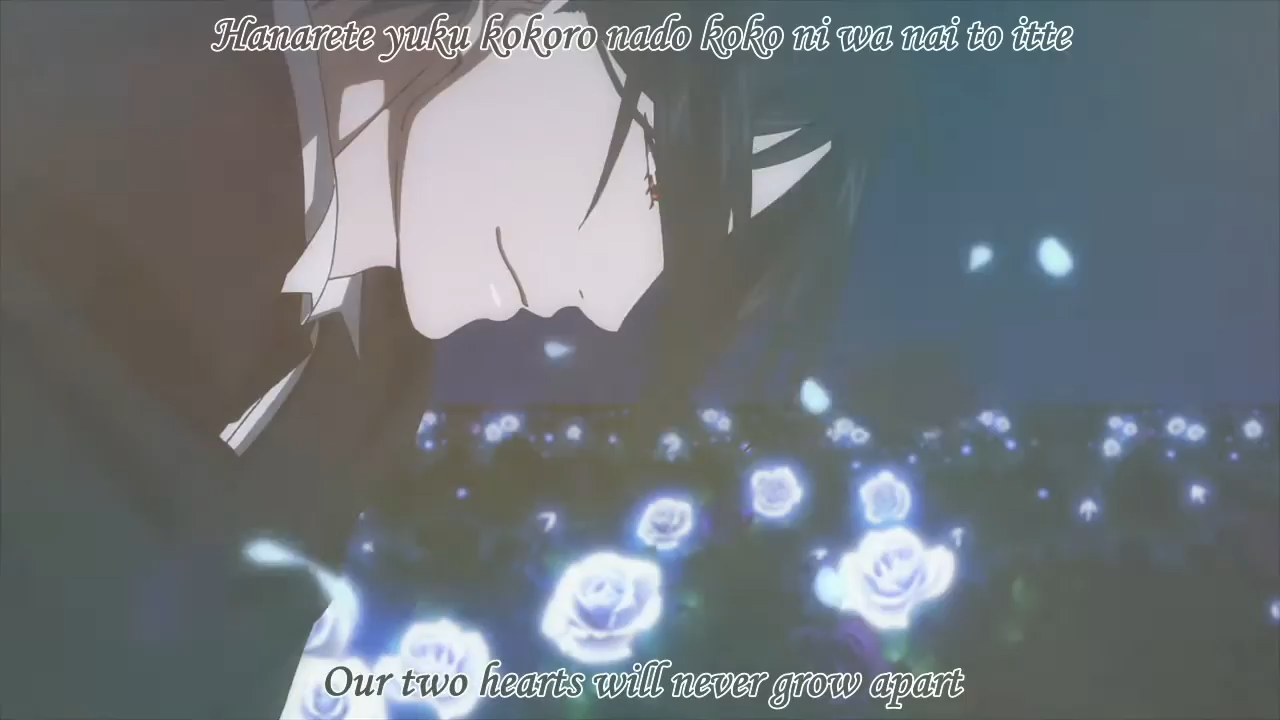 Hanarete yuku kokoro nado koko ni wa nai to itte
Our two hearts will never grow apart